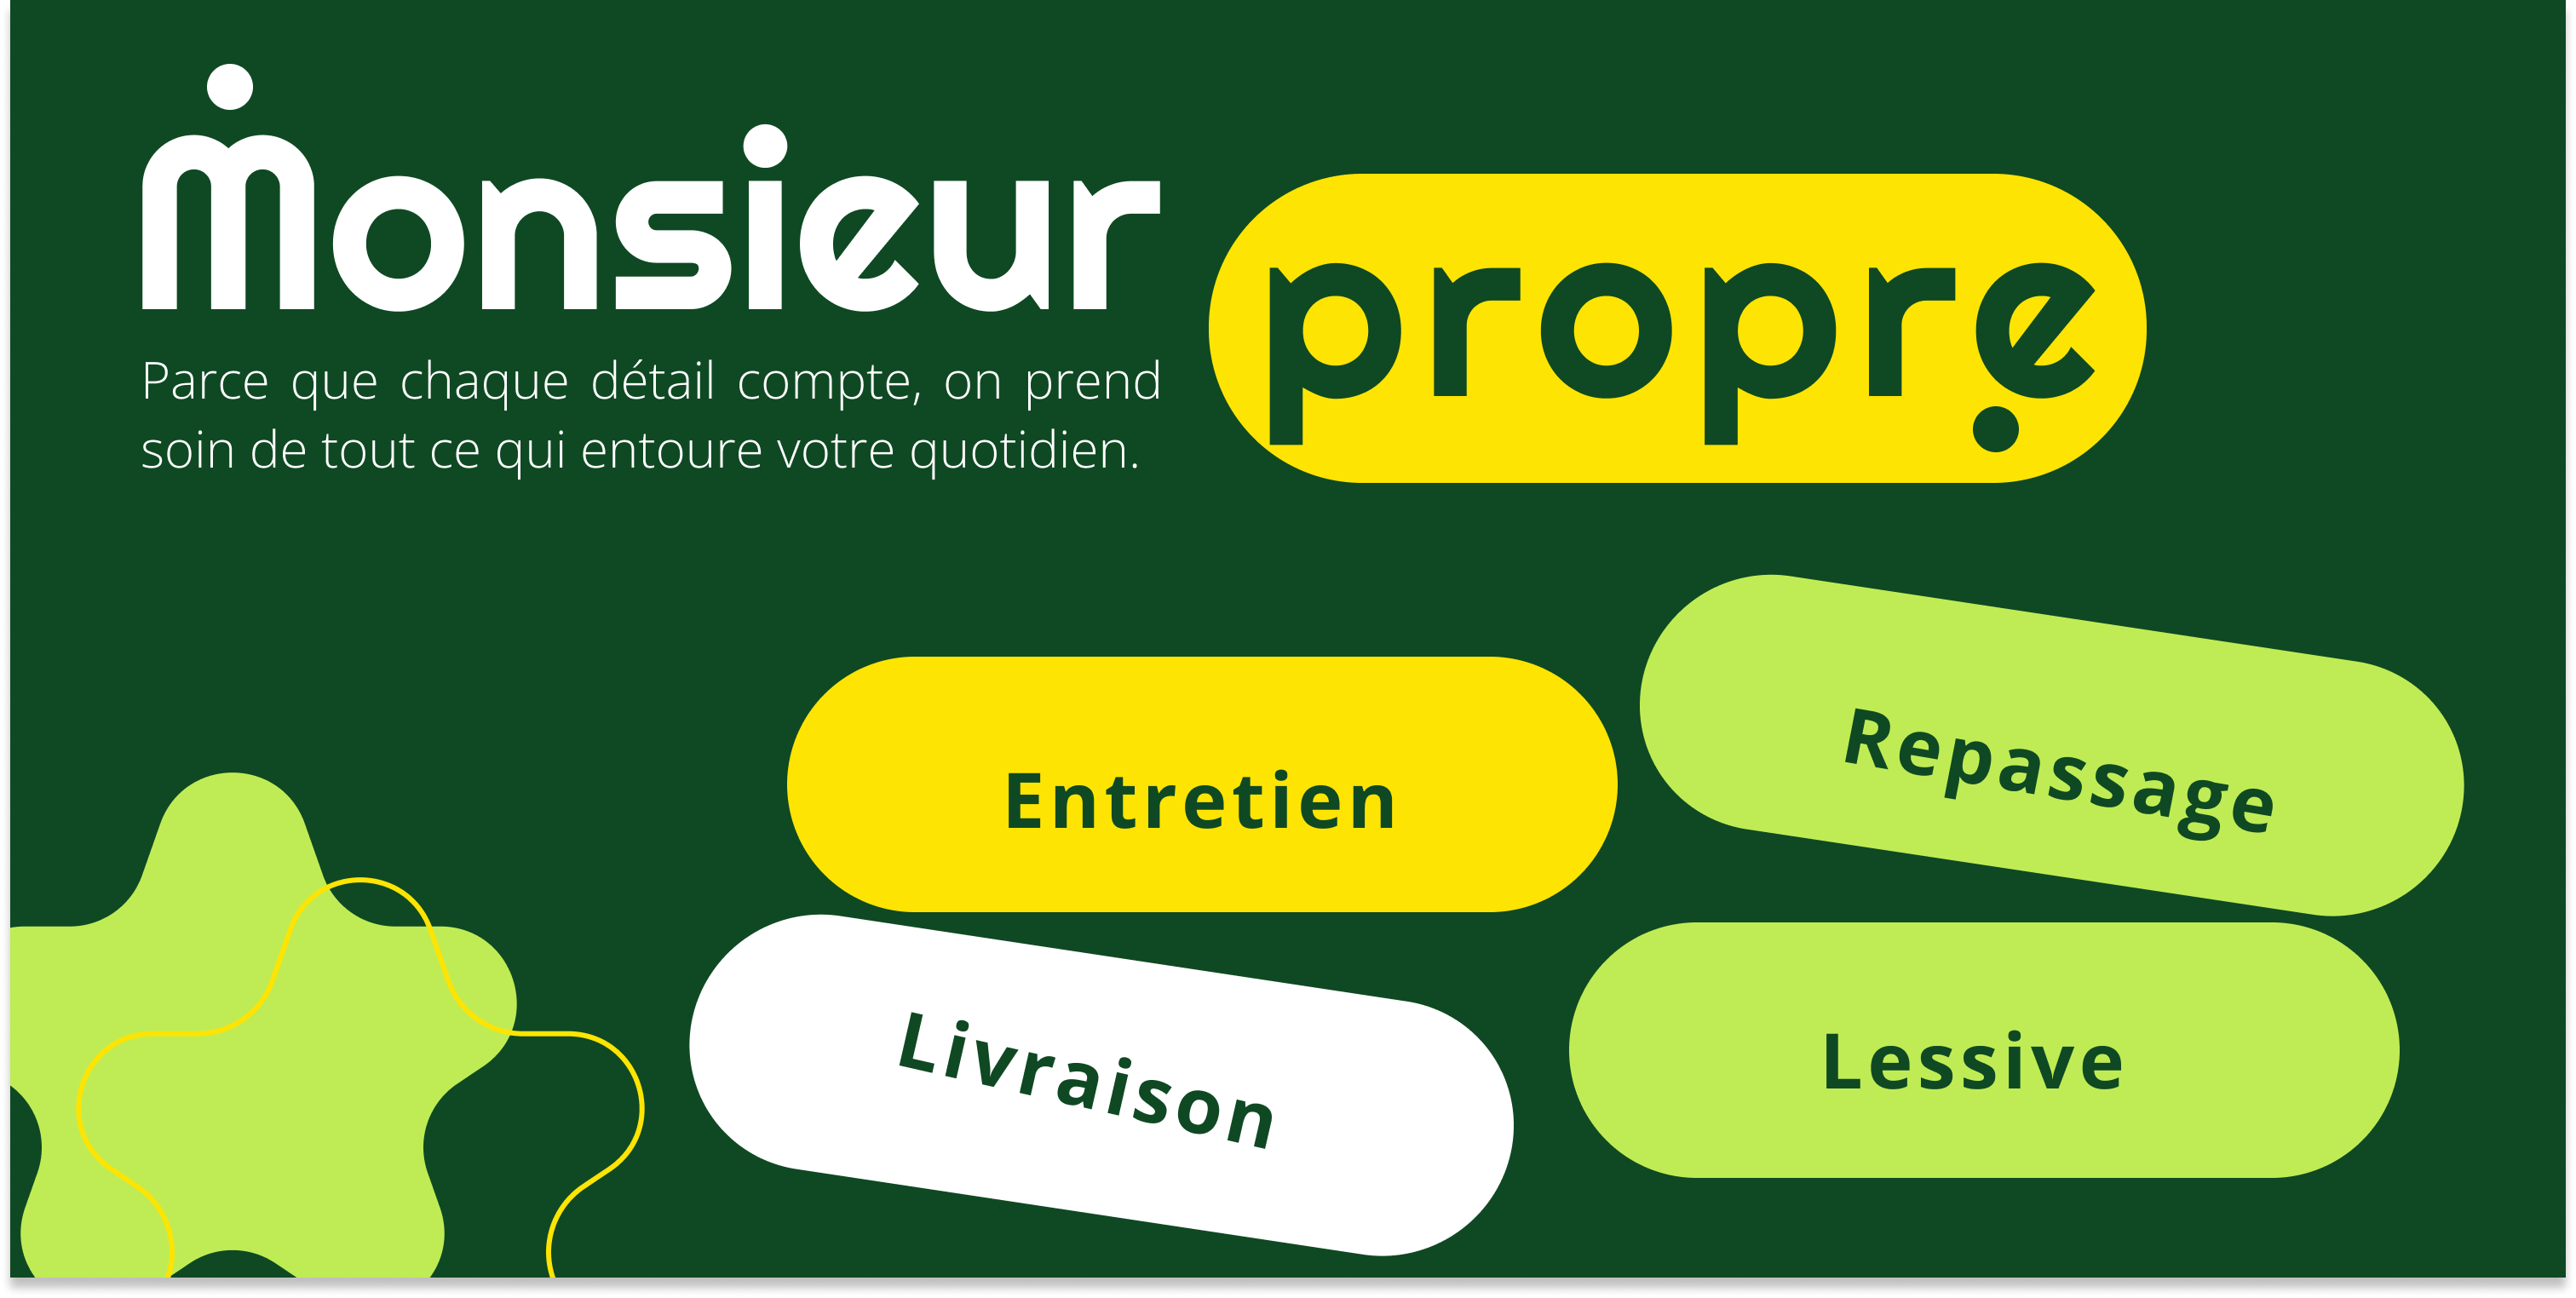 Monsieur
propre
Parce que chaque détail compte, on prend
soin de tout ce qui entoure votre quotidien.
Repassage
Entretien
Livraison
Lessive